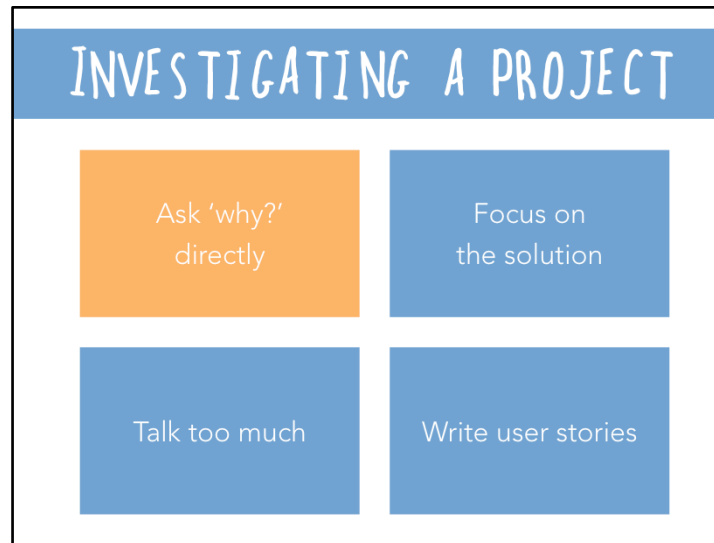 INVESTIGATING A PROJECT
Ask ‘why?’
directly
Focus on
the solution
Talk too much
Write user stories